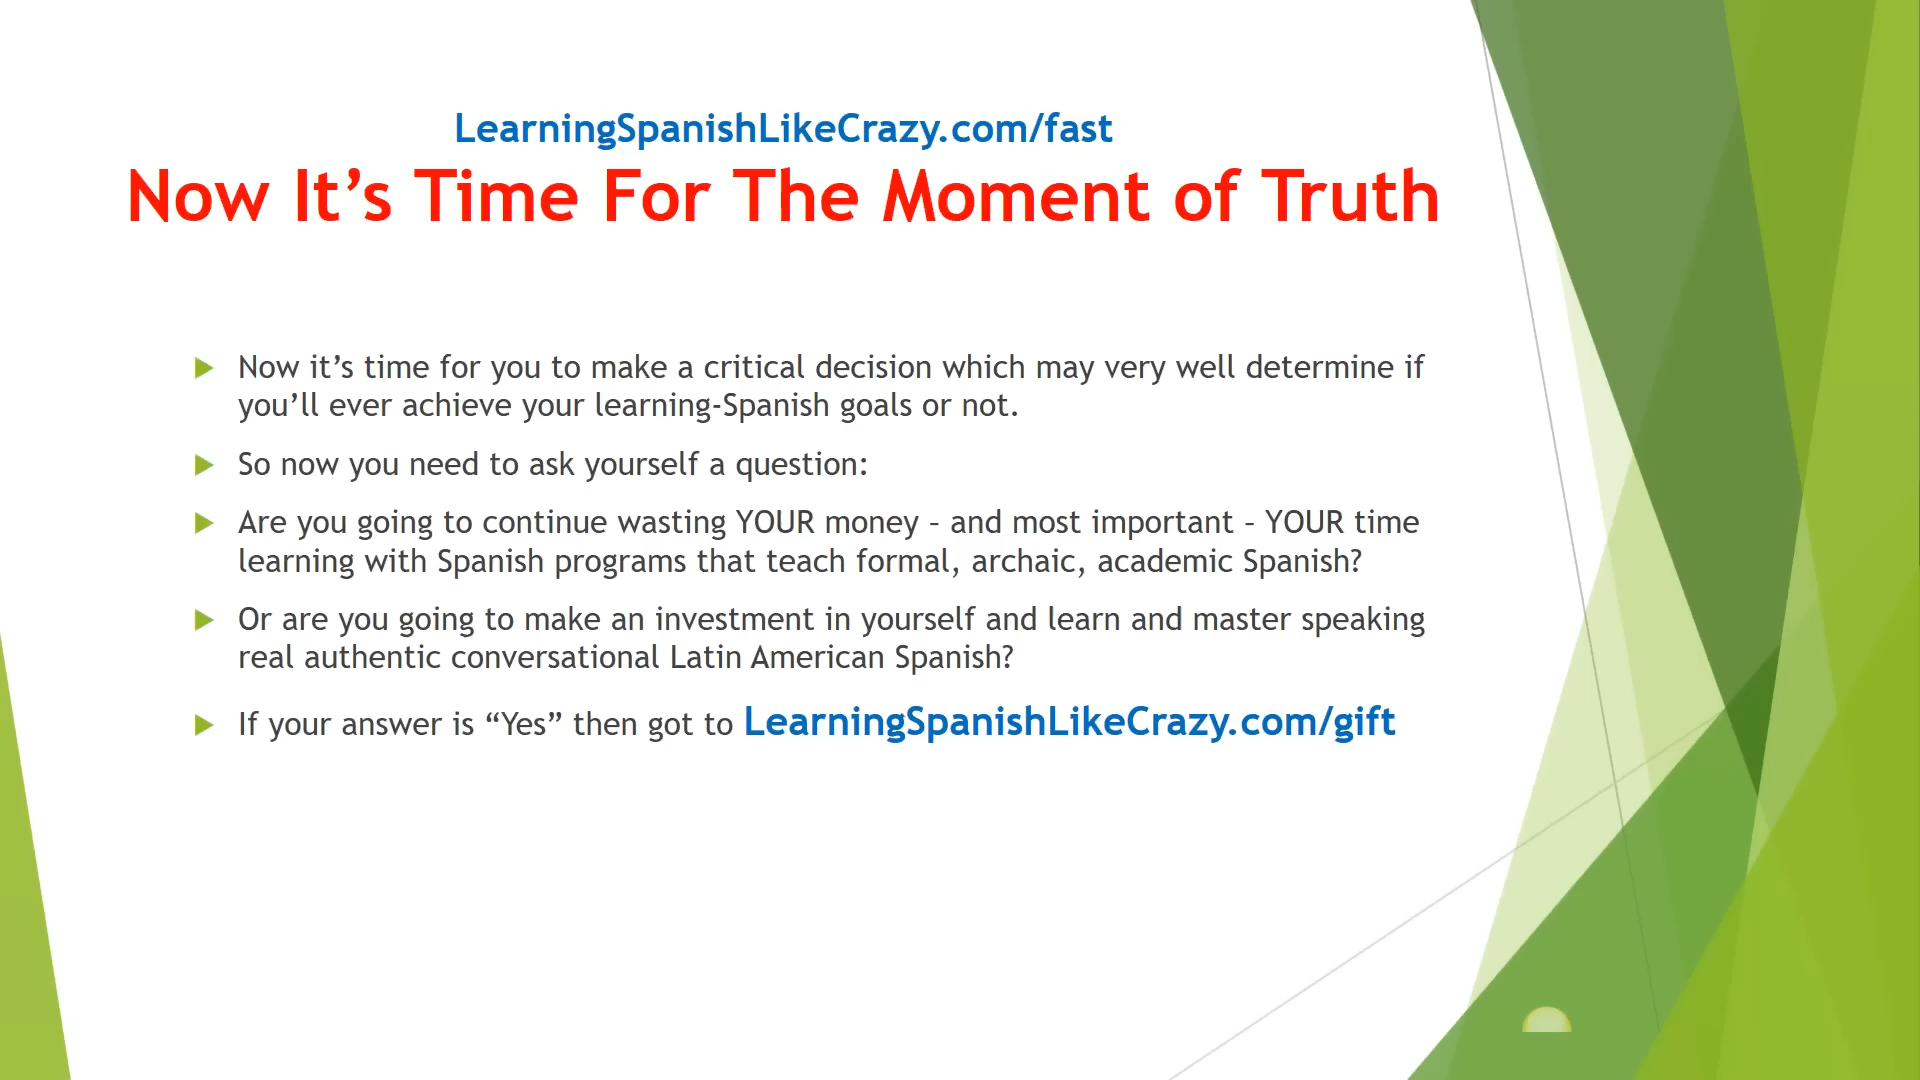 LearningSpanishLikeCrazy.com/fast
Now It’s Time For The Moment of Truth
Now it’s time for you to make a critical decision which may very well determine if
you’ll ever achieve your learning-Spanish goals or not.
So now you need to ask yourself a question:
Are you going to continue wasting YOUR money – and most important – YOUR time
learning with Spanish programs that teach formal, archaic, academic Spanish?
Or are you going to make an investment in yourself and learn and master speaking
real authentic conversational Latin American Spanish?
If your answer is “Yes” then got to LearningSpanishLikeCrazy.com/gift